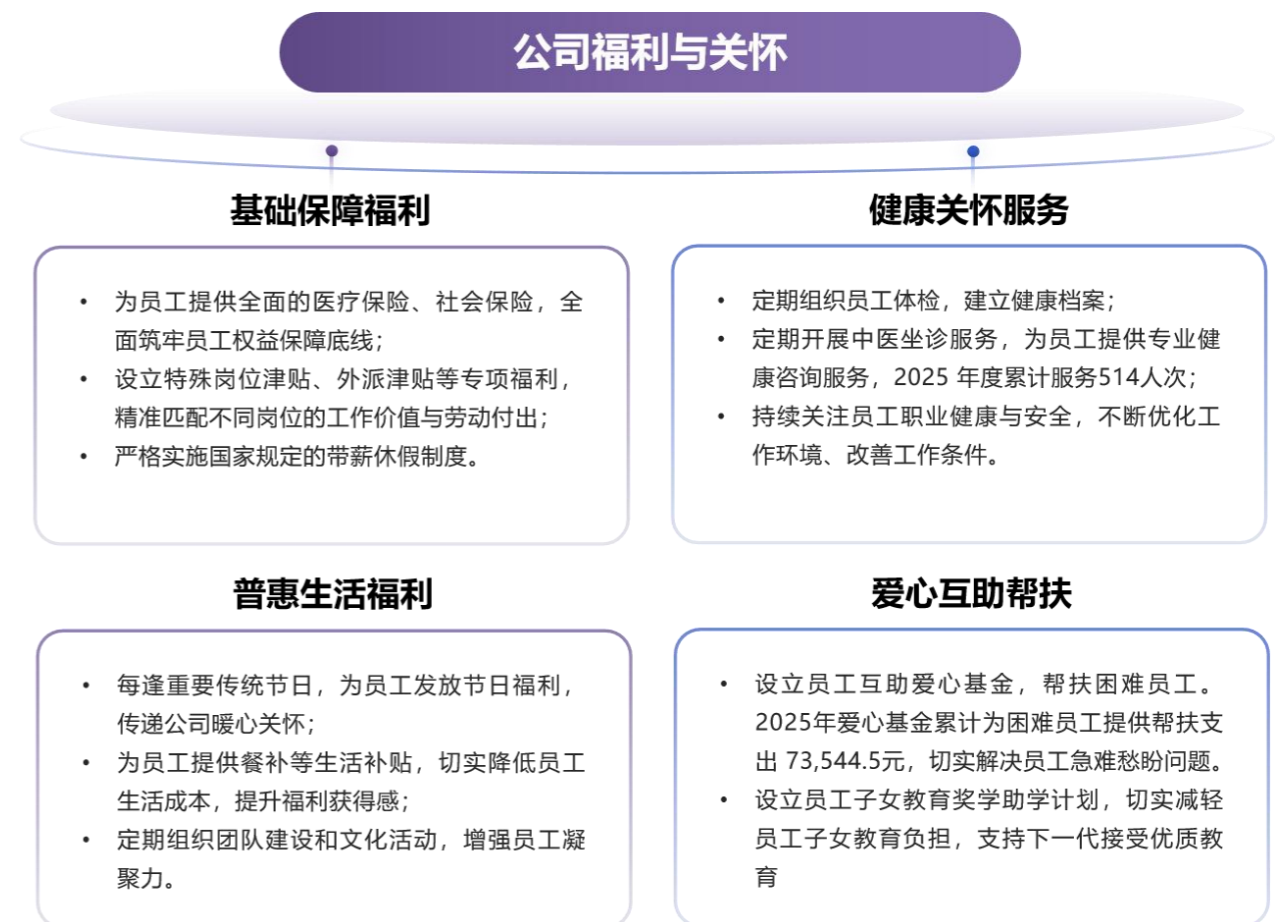 公司福利与关怀
基础保障福利
• 为员工提供全面的医疗保险、社会保险，全
面筑牢员工权益保障底线；
• 设立特殊岗位津贴、外派津贴等专项福利，
精准匹配不同岗位的工作价值与劳动付出；
• 严格实施国家规定的带薪休假制度。
健康关怀服务
• 定期组织员工体检，建立健康档案；
• 定期开展中医坐诊服务，为员工提供专业健
康咨询服务，2025 年度累计服务514人次；
• 持续关注员工职业健康与安全，不断优化工
作环境、改善工作条件。
普惠生活福利
• 每逢重要传统节日，为员工发放节日福利，
传递公司暖心关怀；
• 为员工提供餐补等生活补贴，切实降低员工
生活成本，提升福利获得感；
• 定期组织团队建设和文化活动，增强员工凝
聚力。
爱心互助帮扶
• 设立员工互助爱心基金，帮扶困难员工。
2025年爱心基金累计为困难员工提供帮扶支
出 73,544.5元，切实解决员工急难愁盼问题。
• 设立员工子女教育奖学助学计划，切实减轻
员工子女教育负担，支持下一代接受优质教
育